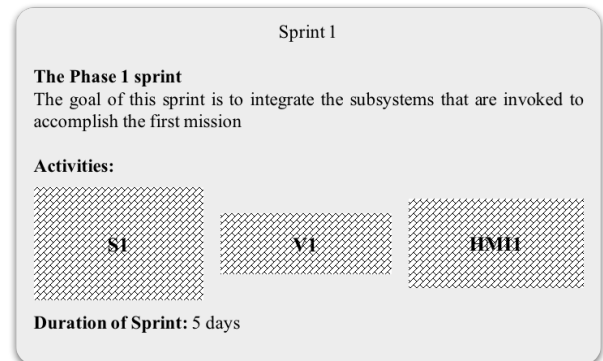 Sprint 1
The Phase 1 sprint
The goal of this sprint is to integrate the subsystems that are invoked to
accomplish the first mission
Activities:
S1 V1 HMI1
Duration of Sprint: 5 days